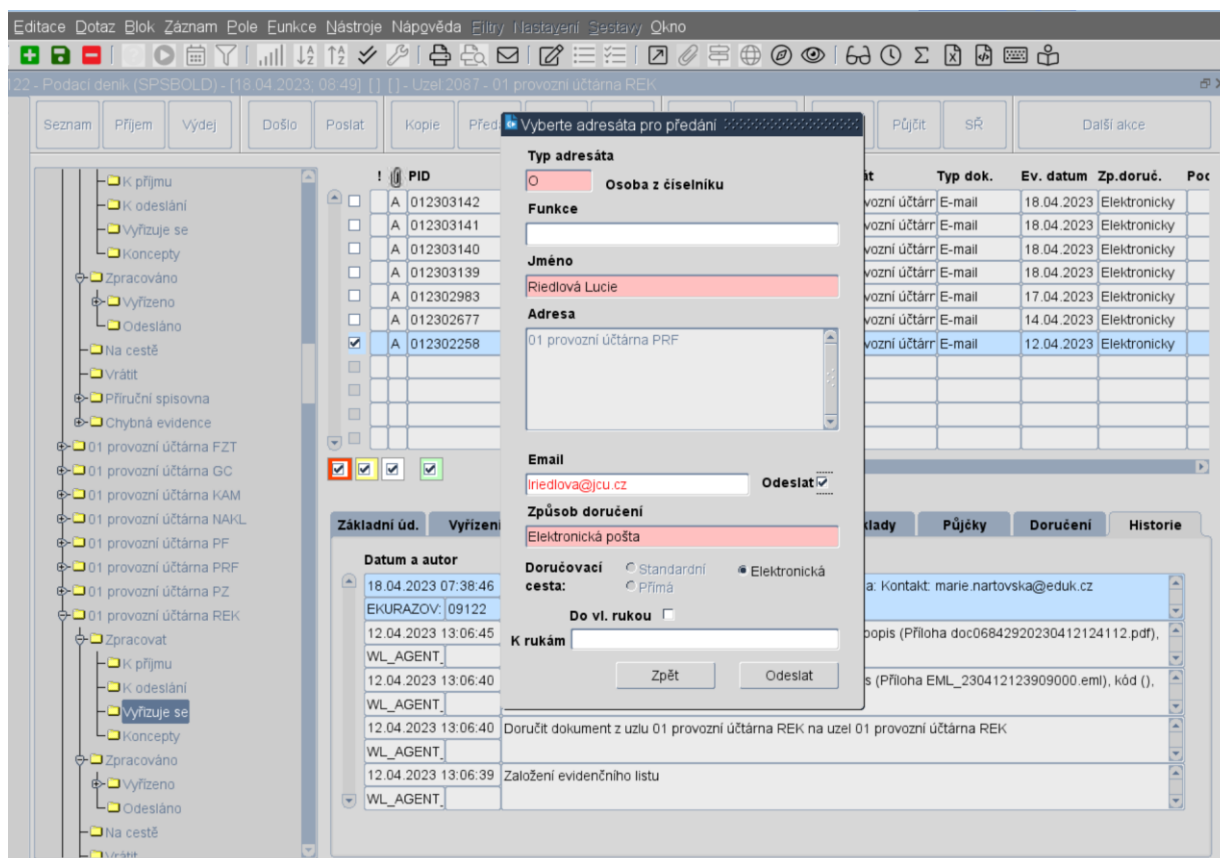 Editace Dotaz Blok Záznam Pole Funkce Nástroje Nápověda Filtry Nastavení Sestavy Okno
122 - Podací deník (SPSBOLD) - [18.04.2023, 08:49] [] [] - Uzel 2087 - 01 provozní účtárna REK
Seznam Příjem Výdej Došlo Poslat Kopie Půjčit SŘ Další akce
Vyberte adresáta pro předání
Typ adresáta
O Osoba z číselníku
Funkce
Jméno
Riedlová Lucie
Adresa
01 provozní účtárna PRF
Email
lriedlova@jcu.cz Odeslat
Způsob doručení
Elektronická pošta
Doručovací cesta: Standardní Elektronická
Přímá
Do vl. rukou
K rukám
Zpět Odeslat
K příjmu
K odeslání
Vyřizuje se
Koncepty
Zpracováno
Vyřízeno
Odesláno
Na cestě
Vrátit
Příruční spisovna
Chybná evidence
01 provozní účtárna FZT
01 provozní účtárna GC
01 provozní účtárna KAM
01 provozní účtárna NAKL
01 provozní účtárna PF
01 provozní účtárna PRF
01 provozní účtárna PZ
01 provozní účtárna REK
Zpracovat
K příjmu
K odeslání
Vyřizuje se
Koncepty
Zpracováno
Vyřízeno
Odesláno
Na cestě
Vrátit
! PID Typ dok. Ev. datum Zp.doruč.
A 012303142 E-mail 18.04.2023 Elektronicky
A 012303141 E-mail 18.04.2023 Elektronicky
A 012303140 E-mail 18.04.2023 Elektronicky
A 012303139 E-mail 18.04.2023 Elektronicky
A 012302983 E-mail 17.04.2023 Elektronicky
A 012302677 E-mail 14.04.2023 Elektronicky
A 012302258 E-mail 12.04.2023 Elektronicky
Základní úd. Vyřízení Půjčky Doručení Historie
Datum a autor
18.04.2023 07:38:46 a: Kontakt: marie.nartovska@eduk.cz
EKURAZOV: 09122
12.04.2023 13:06:45 popis (Příloha doc06842920230412124112.pdf),
WL_AGENT_
12.04.2023 13:06:40 s (Příloha EML_230412123909000.eml), kód (),
WL_AGENT_
12.04.2023 13:06:40 Doručit dokument z uzlu 01 provozní účtárna REK na uzel 01 provozní účtárna REK
WL_AGENT_
12.04.2023 13:06:39 Založení evidenčního listu
WL_AGENT_